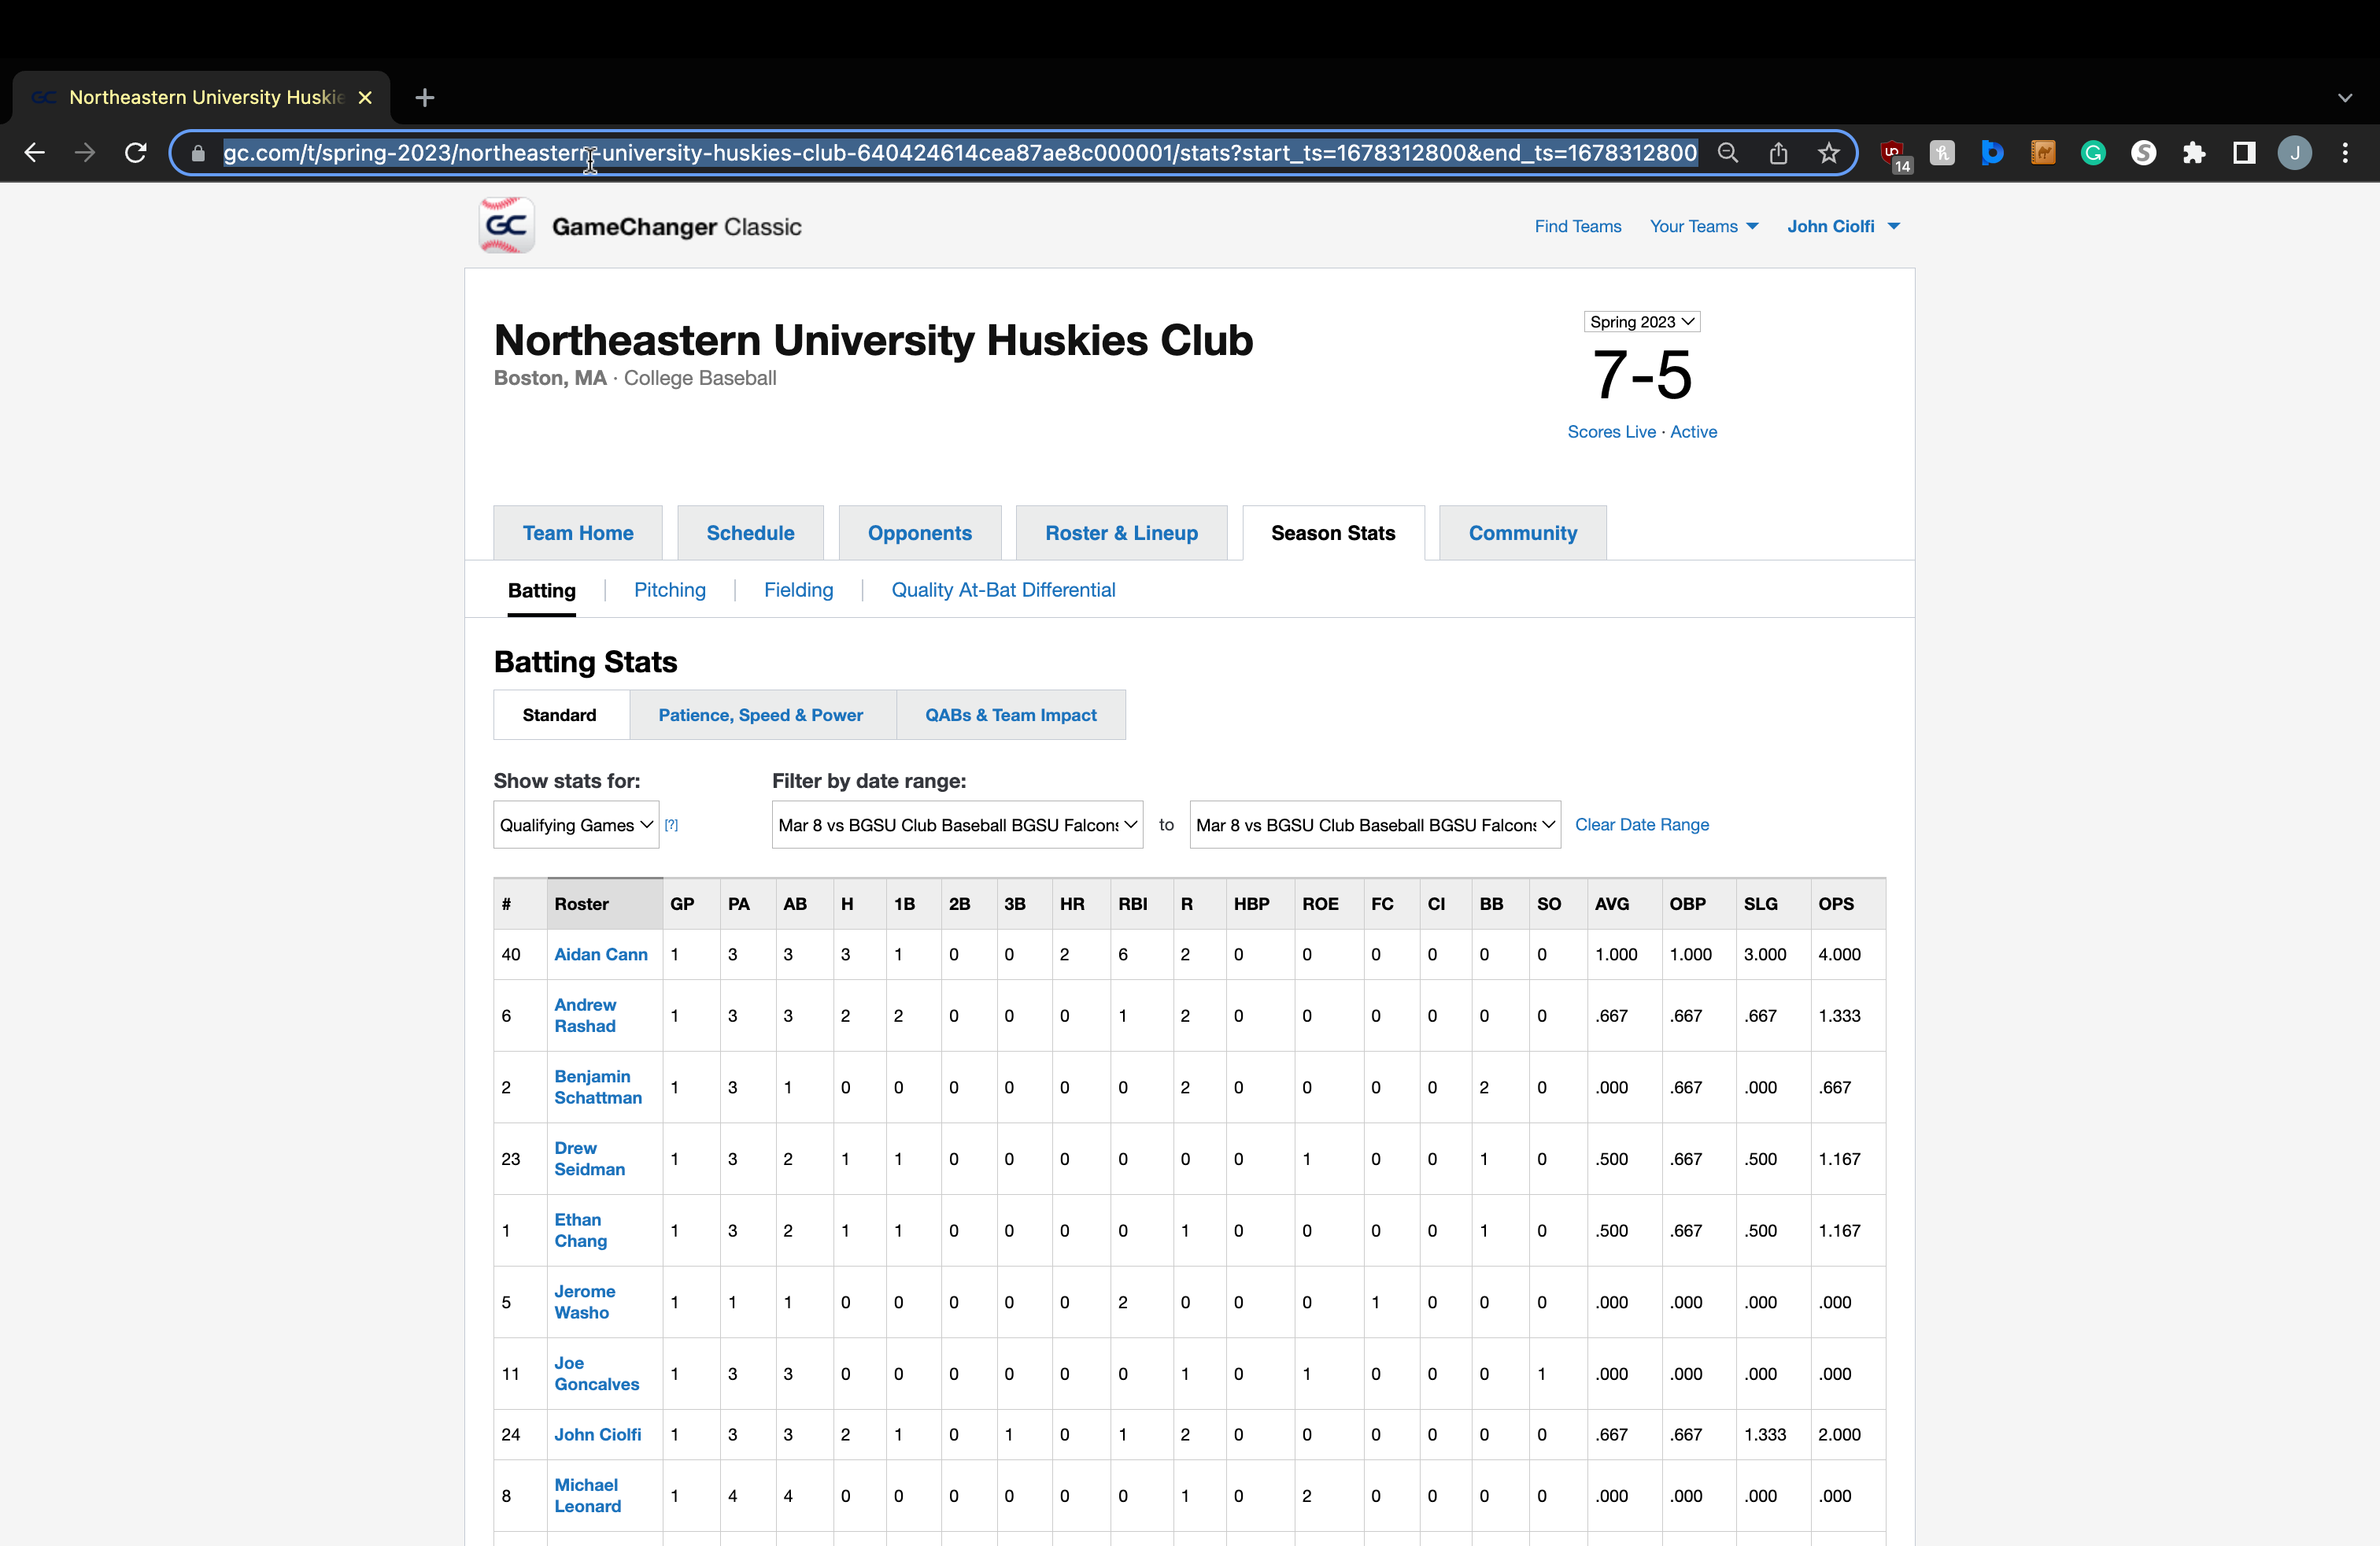 Northeastern University Huskie
gc.com/t/spring-2023/northeastern-university-huskies-club-640424614cea87ae8c000001/stats?start_ts=1678312800&end_ts=1678312800
14
J
GC GameChanger Classic
Find Teams Your Teams John Ciolfi
Northeastern University Huskies Club
Boston, MA · College Baseball
Spring 2023
7-5
Scores Live · Active
Team Home Schedule Opponents Roster & Lineup Season Stats Community
Batting Pitching Fielding Quality At-Bat Differential
Batting Stats
Standard Patience, Speed & Power QABs & Team Impact
Show stats for: Filter by date range:
Qualifying Games [?] Mar 8 vs BGSU Club Baseball BGSU Falcons to Mar 8 vs BGSU Club Baseball BGSU Falcons Clear Date Range
# Roster GP PA AB H 1B 2B 3B HR RBI R HBP ROE FC CI BB SO AVG OBP SLG OPS
40 Aidan Cann 1 3 3 3 1 0 0 2 6 2 0 0 0 0 0 0 1.000 1.000 3.000 4.000
6 Andrew Rashad 1 3 3 2 2 0 0 0 1 2 0 0 0 0 0 0 .667 .667 .667 1.333
2 Benjamin Schattman 1 3 1 0 0 0 0 0 0 2 0 0 0 0 2 0 .000 .667 .000 .667
23 Drew Seidman 1 3 2 1 1 0 0 0 0 0 0 1 0 0 1 0 .500 .667 .500 1.167
1 Ethan Chang 1 3 2 1 1 0 0 0 0 1 0 0 0 0 1 0 .500 .667 .500 1.167
5 Jerome Washo 1 1 1 0 0 0 0 0 2 0 0 0 1 0 0 0 .000 .000 .000 .000
11 Joe Goncalves 1 3 3 0 0 0 0 0 0 1 0 1 0 0 0 1 .000 .000 .000 .000
24 John Ciolfi 1 3 3 2 1 0 1 0 1 2 0 0 0 0 0 0 .667 .667 1.333 2.000
8 Michael Leonard 1 4 4 0 0 0 0 0 0 1 0 2 0 0 0 0 .000 .000 .000 .000